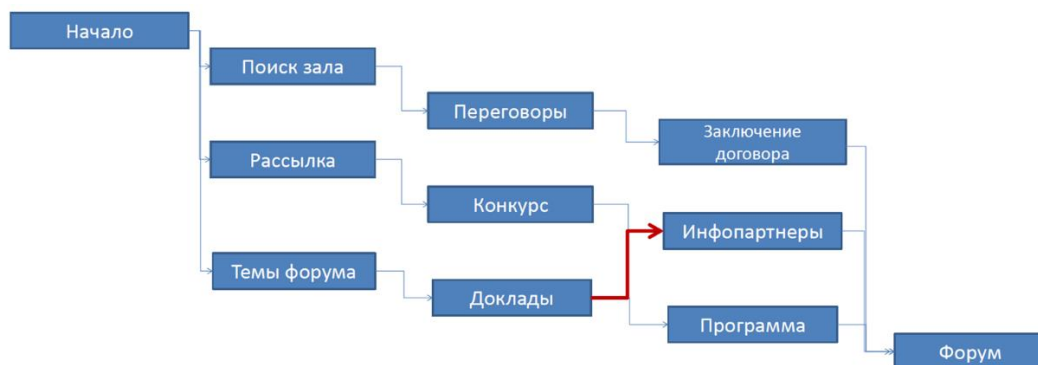 Начало
Поиск зала
Переговоры
Заключение
договора
Рассылка
Конкурс
Инфопартнеры
Темы форума
Доклады
Программа
Форум